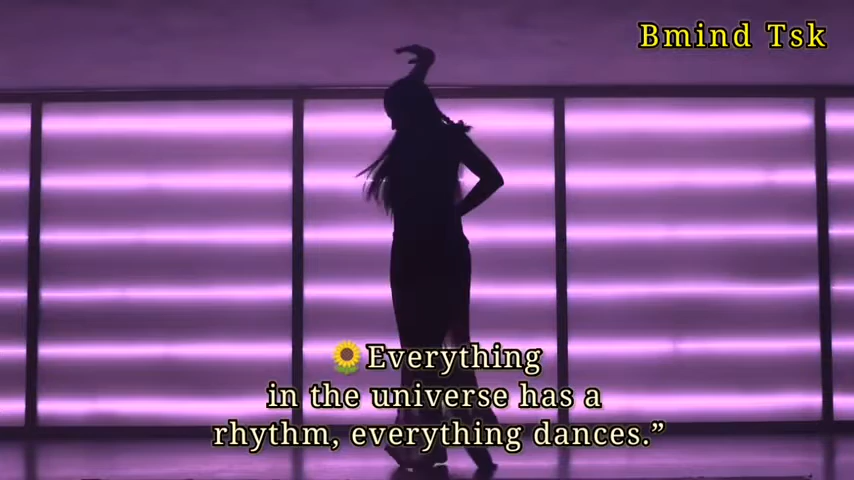 Bmind Tsk
🌻Everything
in the universe has a
rhythm, everything dances.”